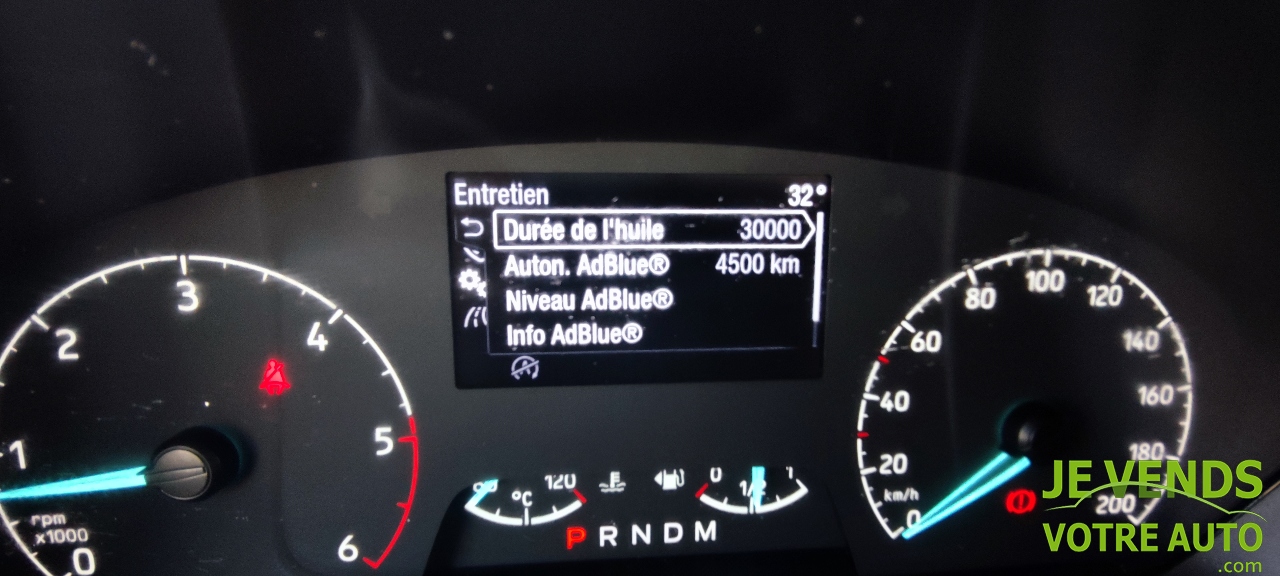 Entretien 32°
Durée de l'huile 30000
Auton. AdBlue® 4500 km
Niveau AdBlue®
Info AdBlue®
0
1
2
3
4
5
6
rpm
x1000
120
°C
0
1/2
1
P R N D M
0
20
40
60
80
100
120
140
160
180
200
km/h
JE VENDS
VOTRE AUTO
.com